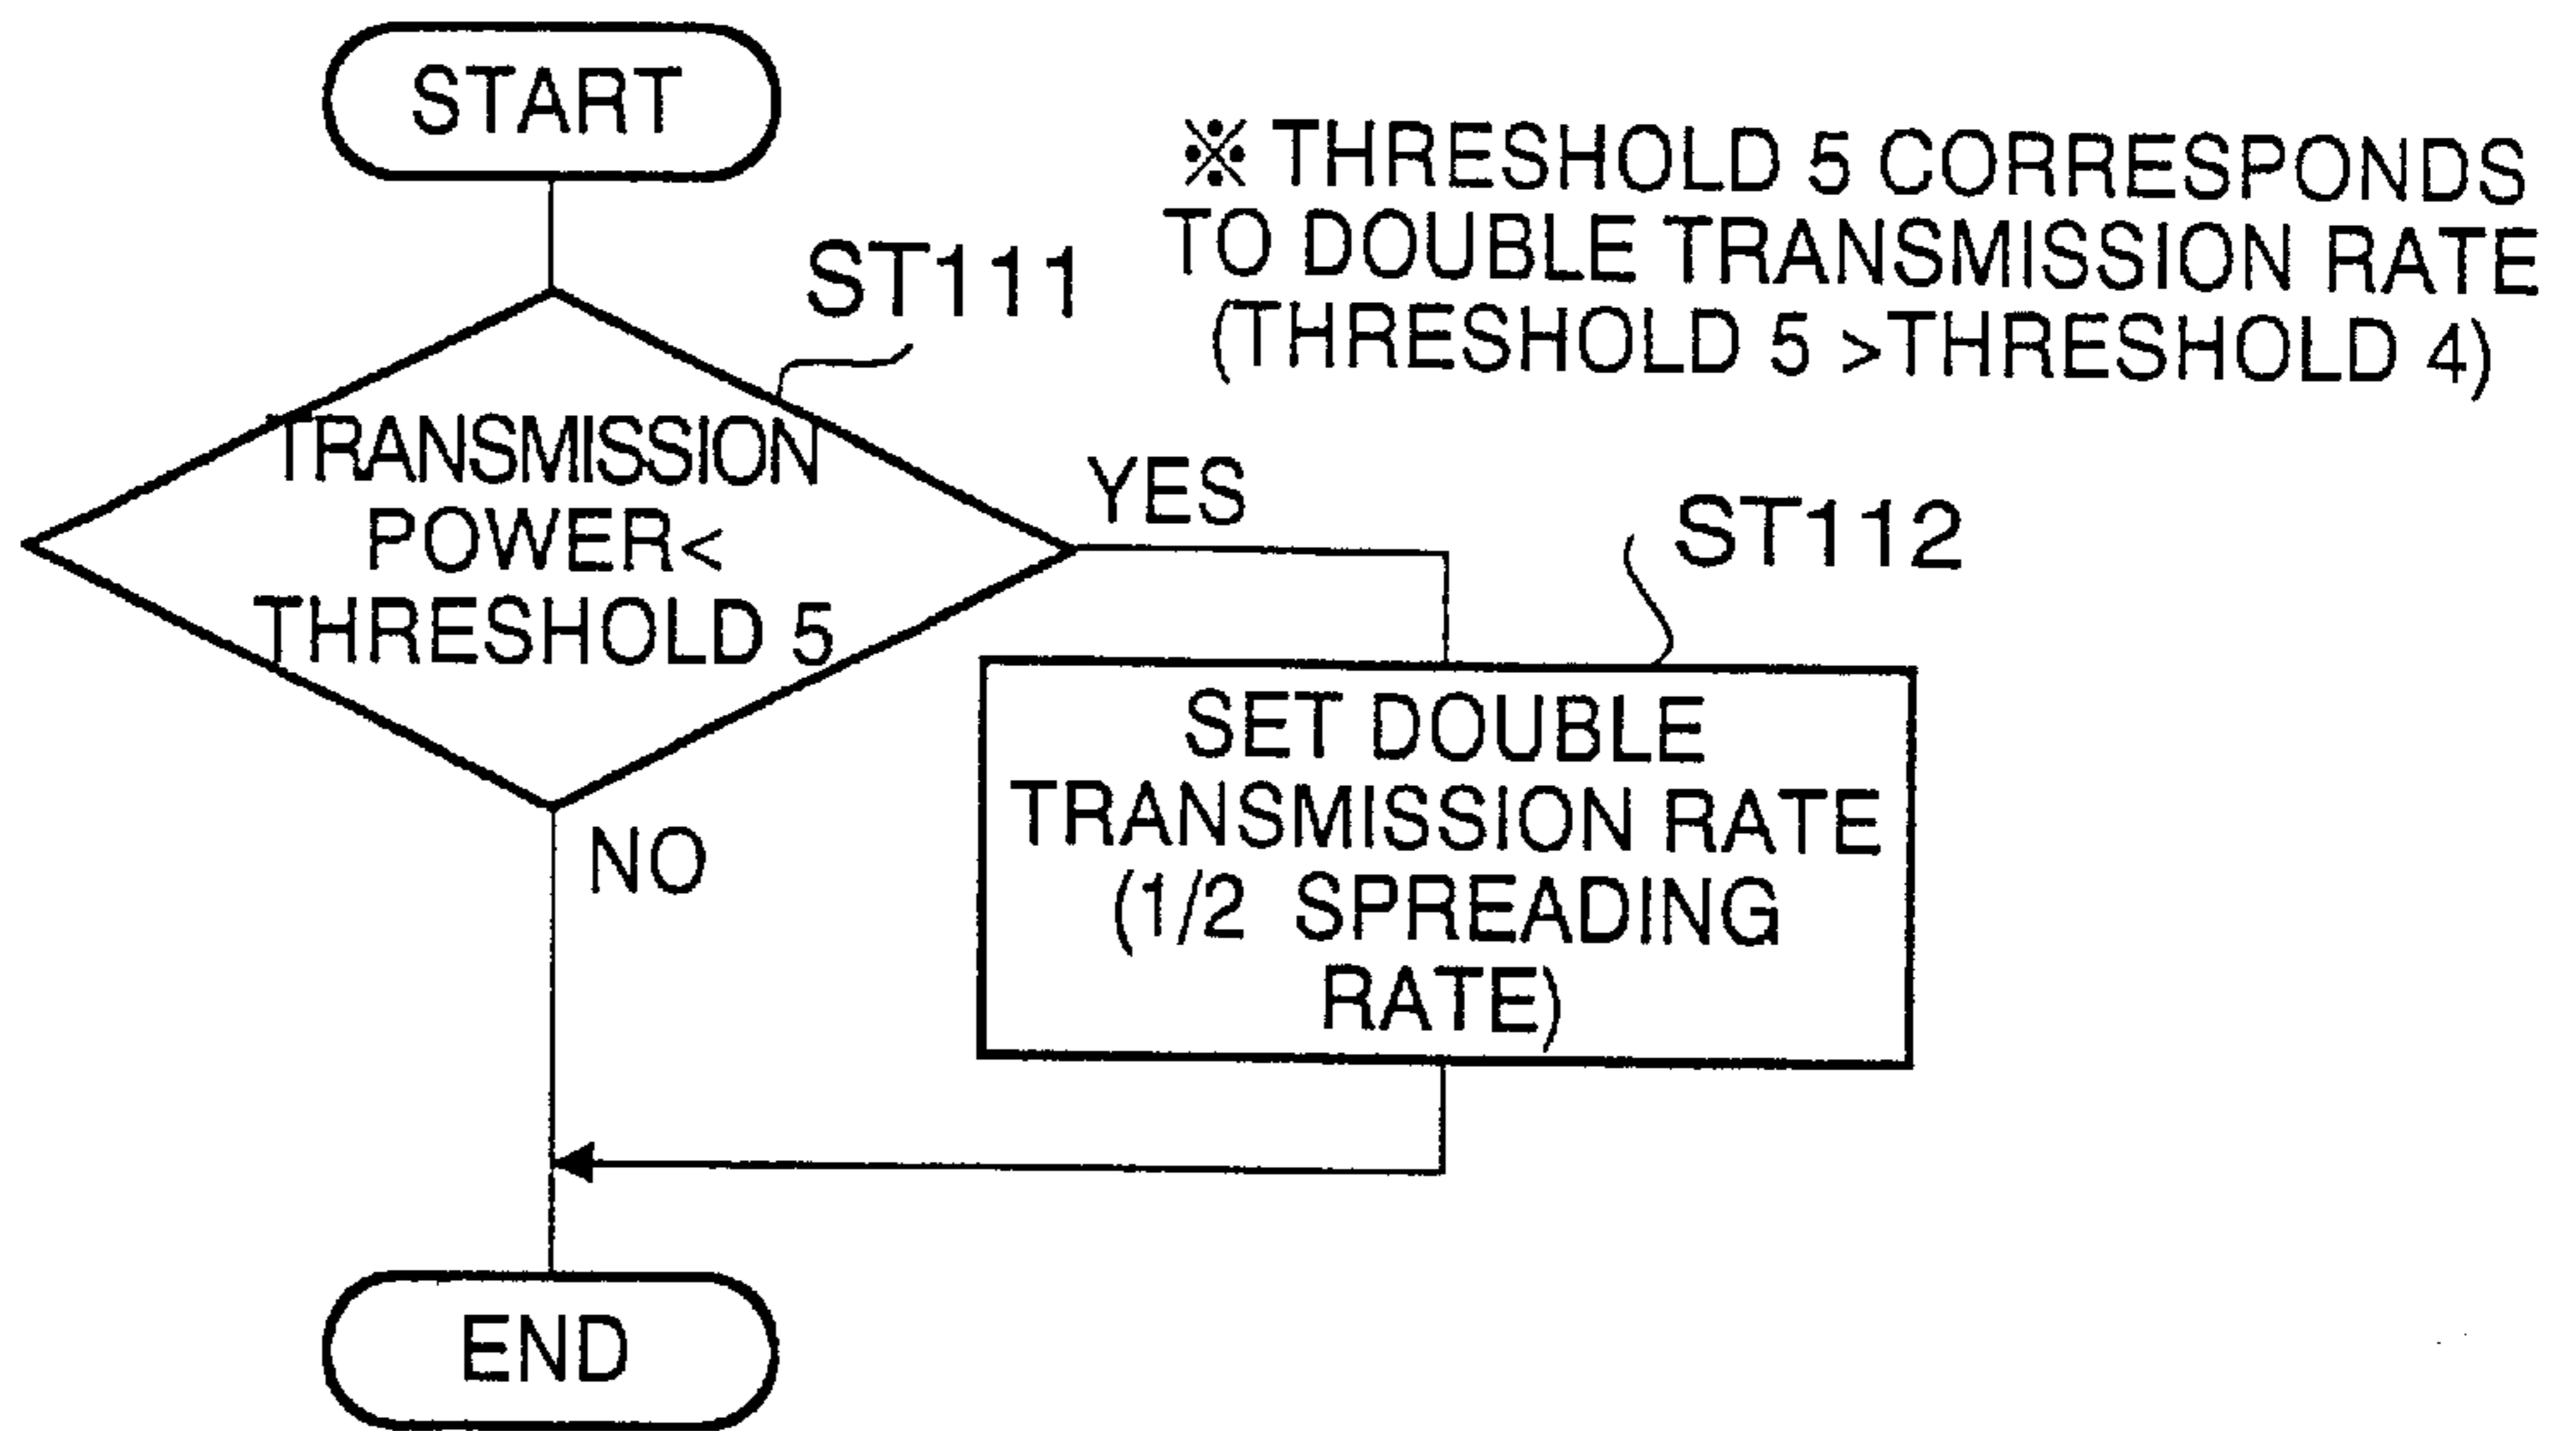 START
※ THRESHOLD 5 CORRESPONDS
TO DOUBLE TRANSMISSION RATE
(THRESHOLD 5 >THRESHOLD 4)
ST111
TRANSMISSION
POWER<
THRESHOLD 5
YES
ST112
SET DOUBLE
TRANSMISSION RATE
(1/2 SPREADING
RATE)
NO
END